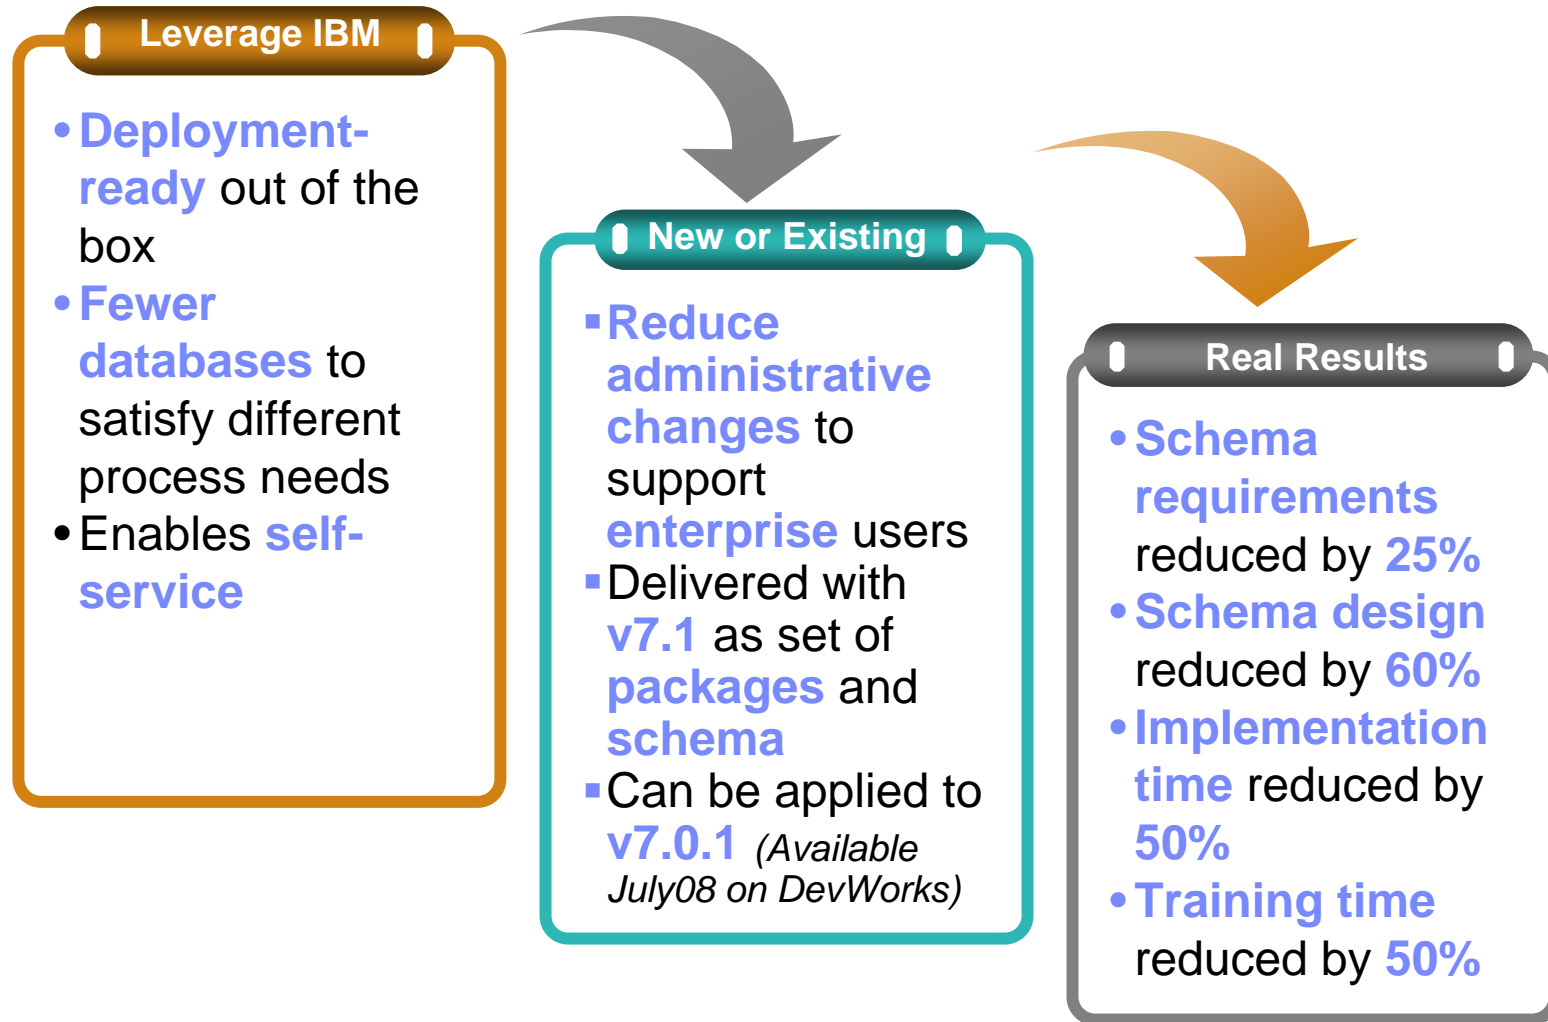 Leverage IBM
•Deployment-
ready out of the
box
•Fewer
databases to
satisfy different
process needs
•Enables self-
service
New or Existing
▪Reduce
administrative
changes to
support
enterprise users
▪Delivered with
v7.1 as set of
packages and
schema
▪Can be applied to
v7.0.1 (Available
July08 on DevWorks)
Real Results
•Schema
requirements
reduced by 25%
•Schema design
reduced by 60%
•Implementation
time reduced by
50%
•Training time
reduced by 50%